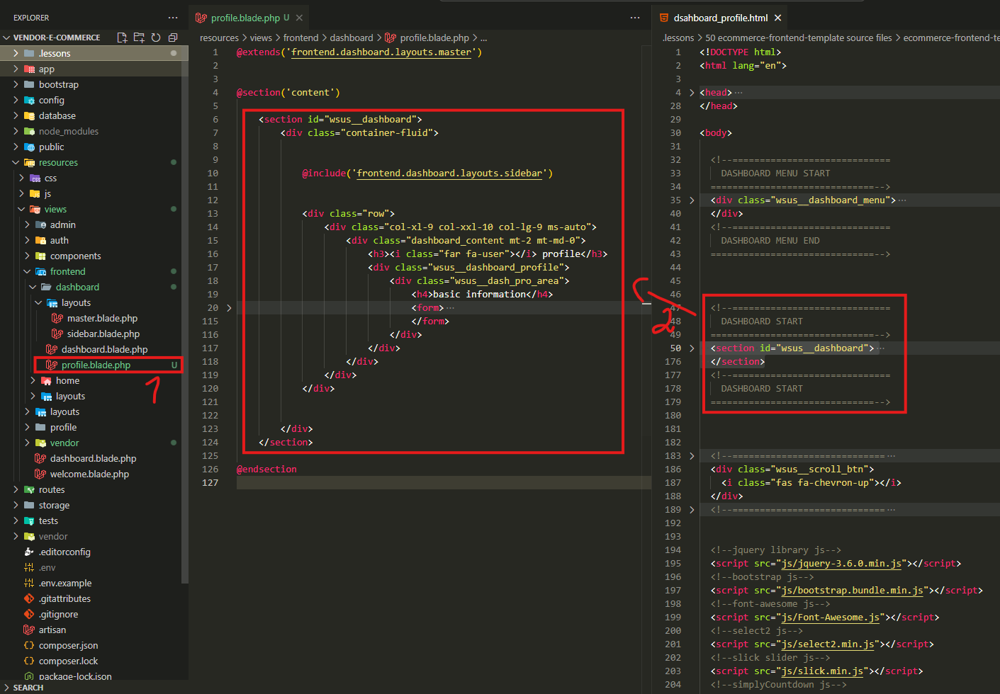 EXPLORER
VENDOR-E-COMMERCE
.lessons
app
bootstrap
config
database
node_modules
public
resources
css
js
views
admin
auth
components
frontend
dashboard
layouts
master.blade.php
sidebar.blade.php
dashboard.blade.php
profile.blade.php U
1
home
layouts
layouts
profile
vendor
dashboard.blade.php
welcome.blade.php
routes
storage
tests
vendor
.editorconfig
.env
.env.example
.gitattributes
.gitignore
artisan
composer.json
composer.lock
package-lock.json
SEARCH
profile.blade.php U
resources > views > frontend > dashboard > profile.blade.php > ...
1 @extends('frontend.dashboard.layouts.master')
2
3
4 @section('content')
5
6 <section id="wsus__dashboard">
7 <div class="container-fluid">
8
9
10 @include('frontend.dashboard.layouts.sidebar')
11
12
13 <div class="row">
14 <div class="col-xl-9 col-xxl-10 col-lg-9 ms-auto">
15 <div class="dashboard_content mt-2 mt-md-0">
16 <h3><i class="far fa-user"></i> profile</h3>
17 <div class="wsus__dashboard_profile">
18 <div class="wsus__dash_pro_area">
19 <h4>basic information</h4>
20 <form>…
115 </form>
116 </div>
117 </div>
118 </div>
119 </div>
120 </div>
121
122
123 </div>
124 </section>
125
126 @endsection
127
2
dsahboard_profile.html
.lessons > 50 ecommerce-frontend-template source files > ecommerce-frontend-te
1 <!DOCTYPE html>
2 <html lang="en">
3
4 <head>…
28 </head>
29
30 <body>
31
32 <!--=============================
33 DASHBOARD MENU START
34 ==============================-->
35 <div class="wsus__dashboard_menu">…
40 </div>
41 <!--=============================
42 DASHBOARD MENU END
43 ==============================-->
44
45
46
47 <!--=============================
48 DASHBOARD START
49 ==============================-->
50 <section id="wsus__dashboard">…
176 </section>
177 <!--=============================
178 DASHBOARD START
179 ==============================-->
180
181
182
183 <!--============================…
186 <div class="wsus__scroll_btn">
187 <i class="fas fa-chevron-up"></i>
188 </div>
189 <!--============================…
192
193
194 <!--jquery library js-->
195 <script src="js/jquery-3.6.0.min.js"></script>
196 <!--bootstrap js-->
197 <script src="js/bootstrap.bundle.min.js"></script>
198 <!--font-awesome js-->
199 <script src="js/Font-Awesome.js"></script>
200 <!--select2 js-->
201 <script src="js/select2.min.js"></script>
202 <!--slick slider js-->
203 <script src="js/slick.min.js"></script>
204 <!--simplyCountdown js-->